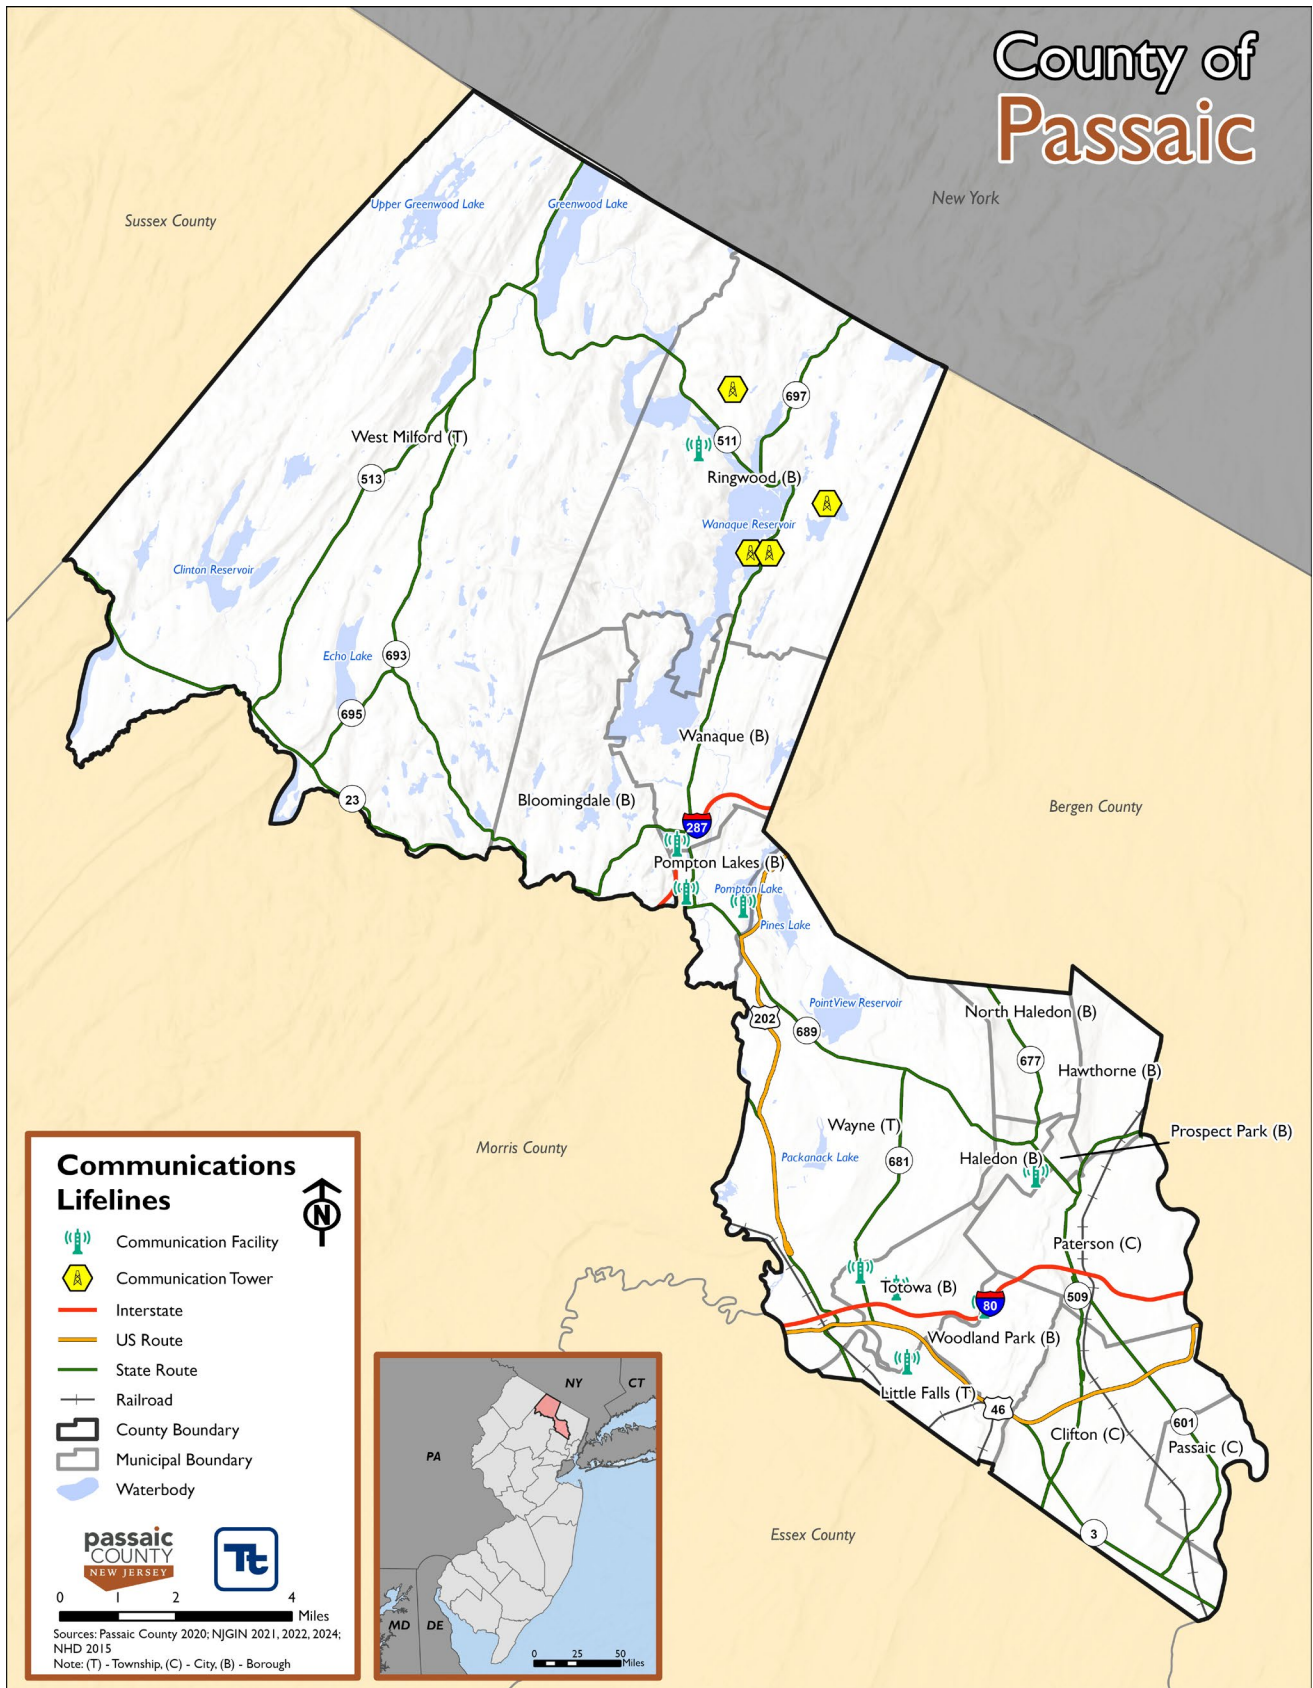 County of
Passaic
New York
Sussex County
Upper Greenwood Lake
Greenwood Lake
697
511
West Milford (T)
513
Ringwood (B)
Wanaque Reservoir
Clinton Reservoir
Echo Lake
693
695
Wanaque (B)
23
Bloomingdale (B)
Bergen County
287
Pompton Lakes (B)
Pompton Lake
Pines Lake
PointView Reservoir
202
689
North Haledon (B)
677
Hawthorne (B)
Wayne (T)
Prospect Park (B)
Morris County
Packanack Lake
681
Haledon (B)
Paterson (C)
Totowa (B)
80
509
Woodland Park (B)
Little Falls (T)
46
Clifton (C)
601
Passaic (C)
Essex County
3
Communications
Lifelines
N
Communication Facility
Communication Tower
Interstate
US Route
State Route
Railroad
County Boundary
Municipal Boundary
Waterbody
passaic
COUNTY
NEW JERSEY
Tt
0 1 2 4
Miles
Sources: Passaic County 2020; NJGIN 2021, 2022, 2024;
NHD 2015
Note: (T) - Township, (C) - City, (B) - Borough
NY
CT
PA
MD
DE
0 25 50
Miles